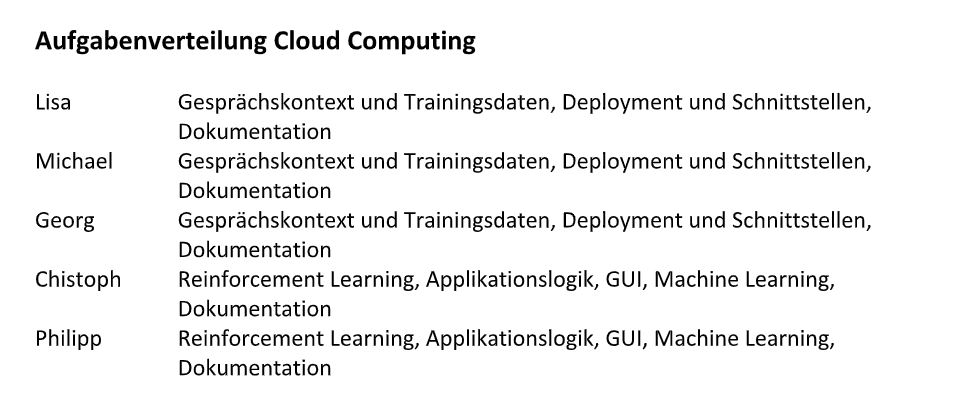 Aufgabenverteilung Cloud Computing
Lisa Gesprächskontext und Trainingsdaten, Deployment und Schnittstellen,
Dokumentation
Michael Gesprächskontext und Trainingsdaten, Deployment und Schnittstellen,
Dokumentation
Georg Gesprächskontext und Trainingsdaten, Deployment und Schnittstellen,
Dokumentation
Chistoph Reinforcement Learning, Applikationslogik, GUI, Machine Learning,
Dokumentation
Philipp Reinforcement Learning, Applikationslogik, GUI, Machine Learning,
Dokumentation